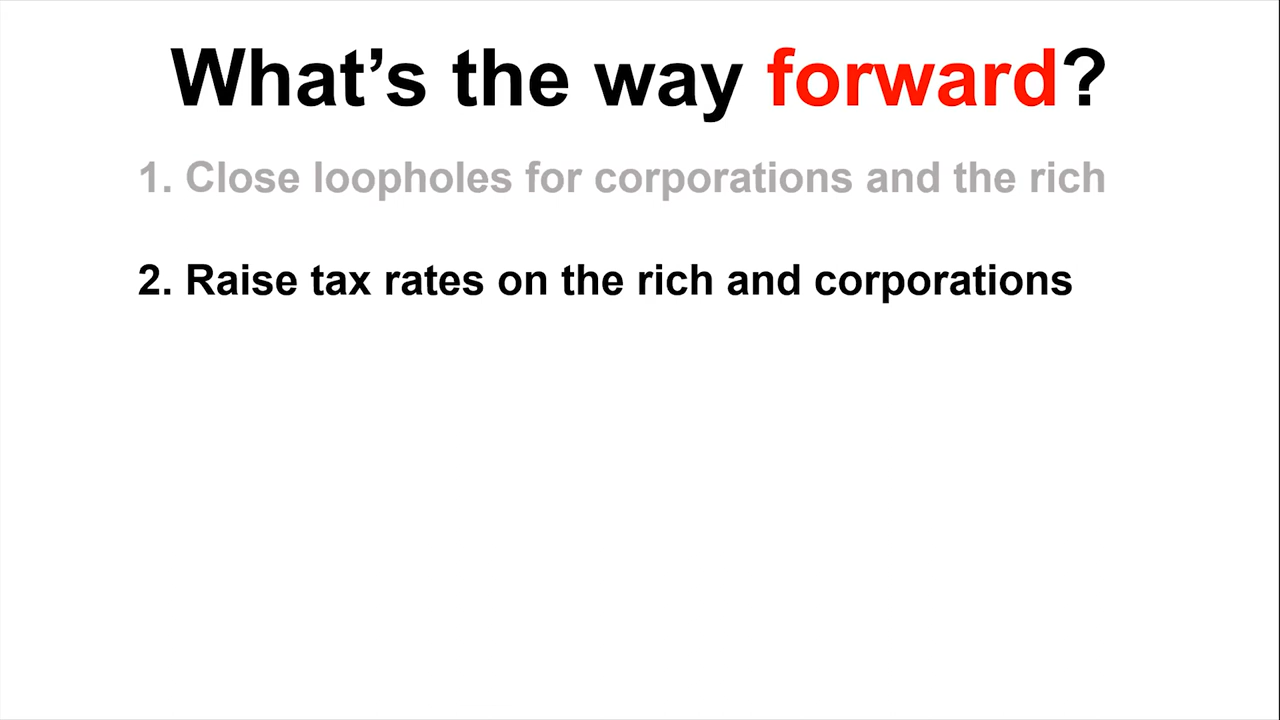 What’s the way forward?
1. Close loopholes for corporations and the rich
2. Raise tax rates on the rich and corporations